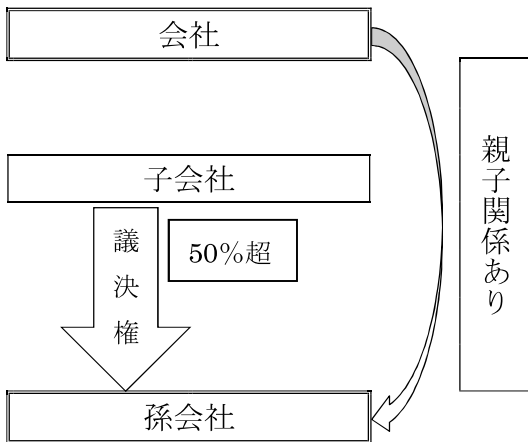 会社
子会社
議決権
50%超
孫会社
親子関係あり